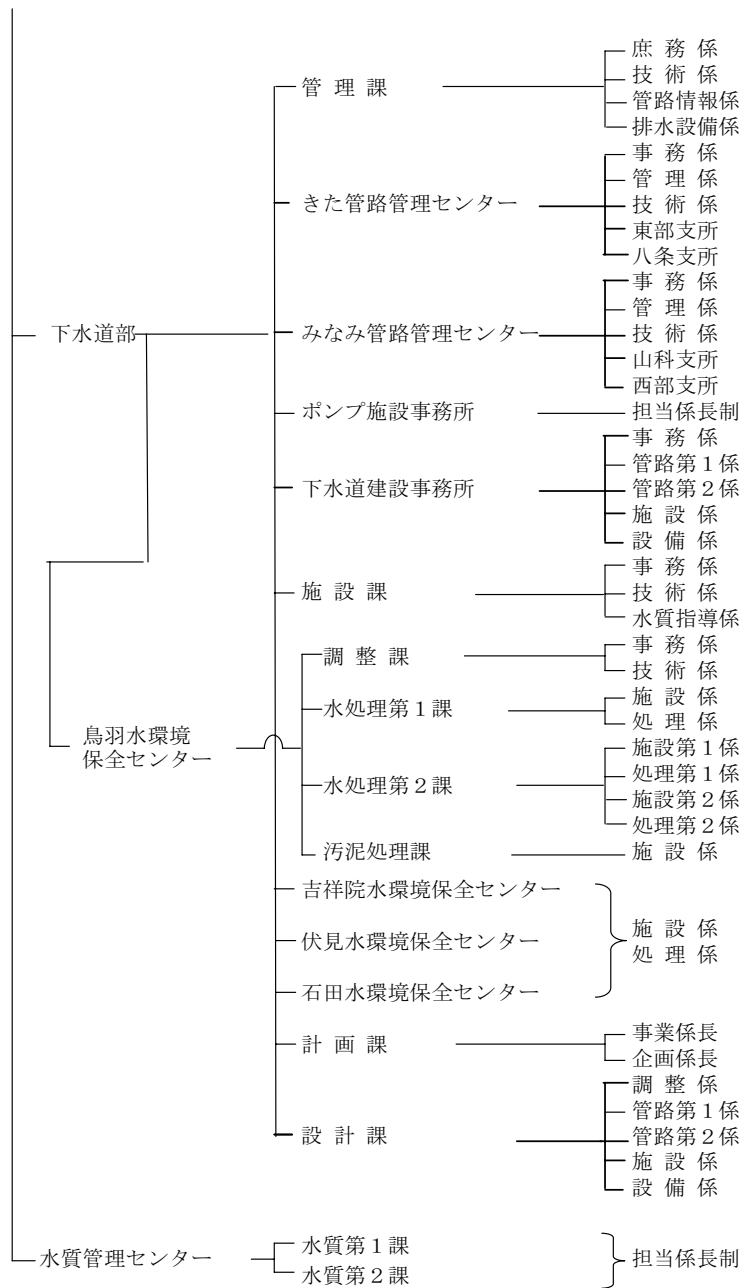 管 理 課
庶 務 係
技 術 係
管路情報係
排水設備係
きた管路管理センター
事 務 係
管 理 係
技 術 係
東部支所
八条支所
下水道部
みなみ管路管理センター
事 務 係
管 理 係
技 術 係
山科支所
西部支所
ポンプ施設事務所
担当係長制
下水道建設事務所
事 務 係
管路第１係
管路第２係
施 設 係
設 備 係
施 設 課
事 務 係
技 術 係
水質指導係
鳥羽水環境
保全センター
調 整 課
事 務 係
技 術 係
水処理第１課
施 設 係
処 理 係
水処理第２課
施設第１係
処理第１係
施設第２係
処理第２係
汚泥処理課
施 設 係
吉祥院水環境保全センター
伏見水環境保全センター
石田水環境保全センター
施 設 係
処 理 係
計 画 課
事業係長
企画係長
設 計 課
調 整 係
管路第１係
管路第２係
施 設 係
設 備 係
水質管理センター
水質第１課
水質第２課
担当係長制